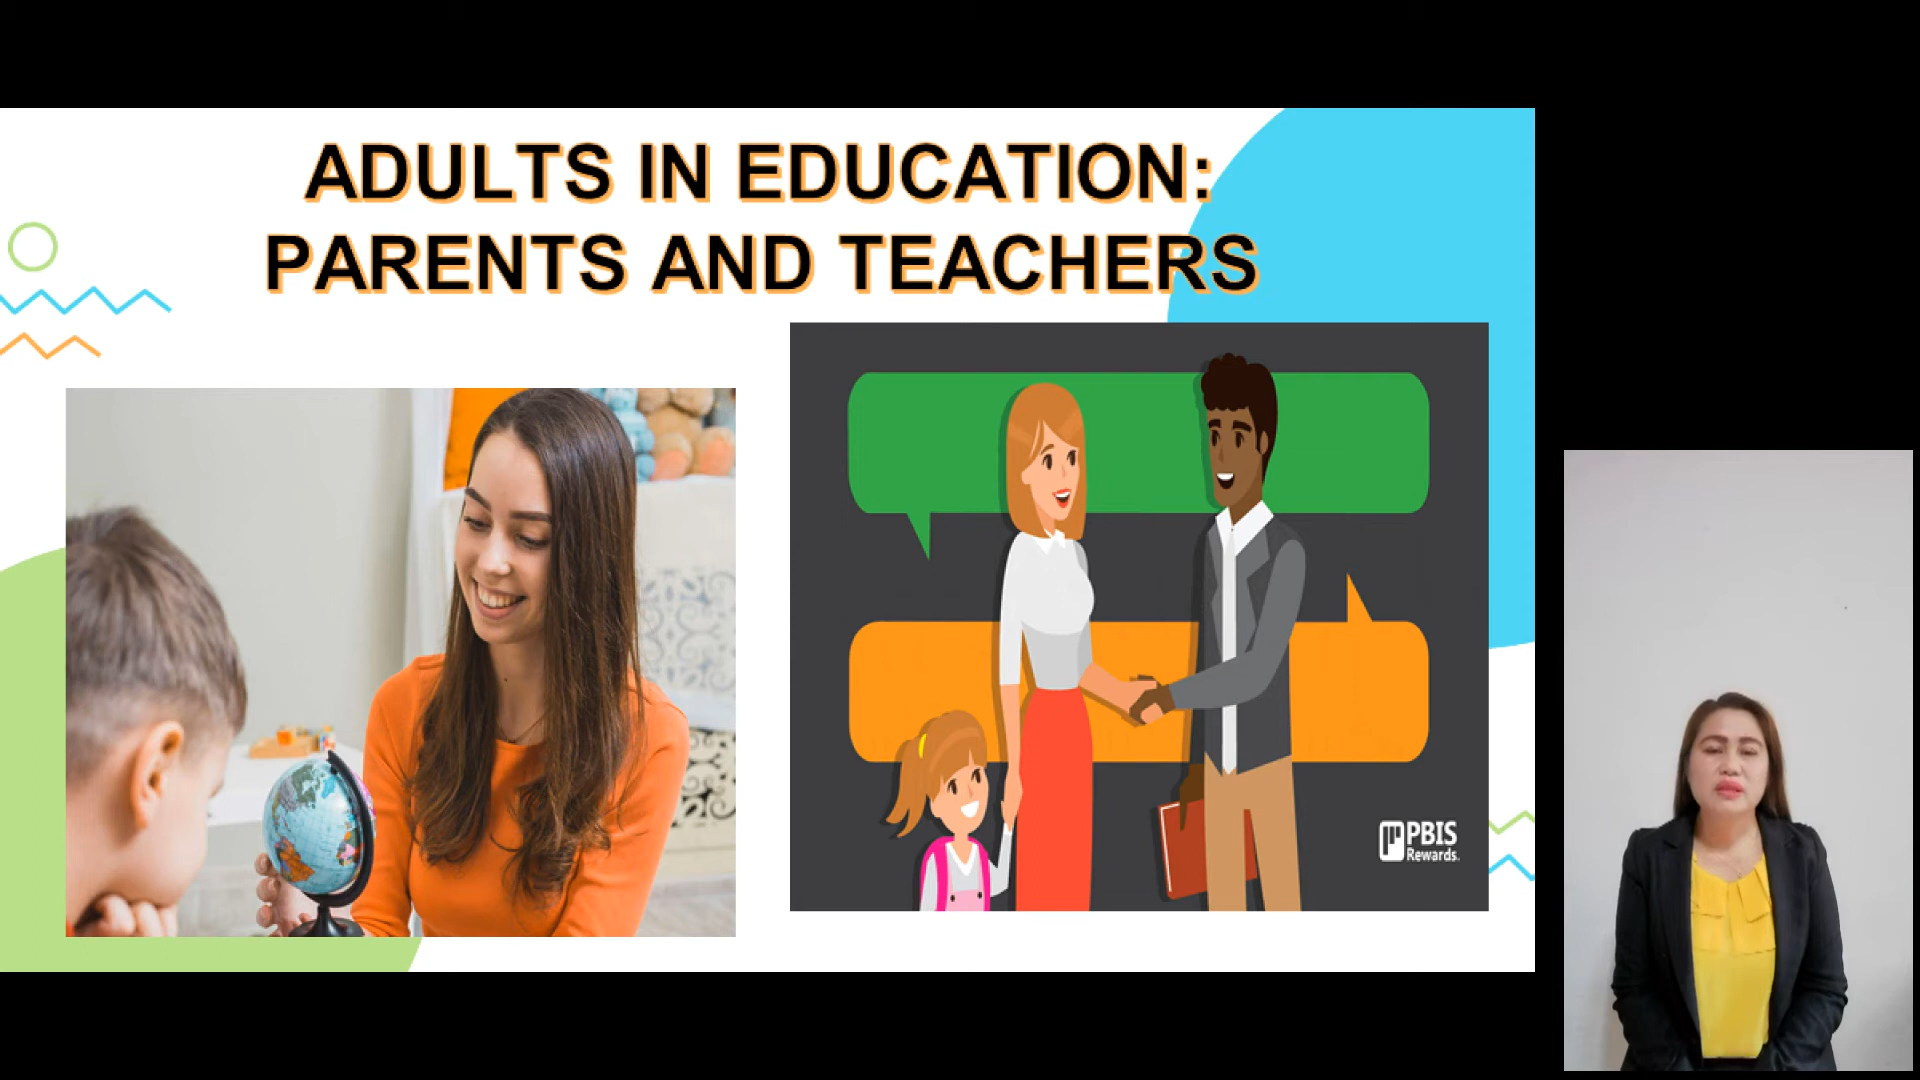 ADULTS IN EDUCATION:
PARENTS AND TEACHERS
PBIS
Rewards.